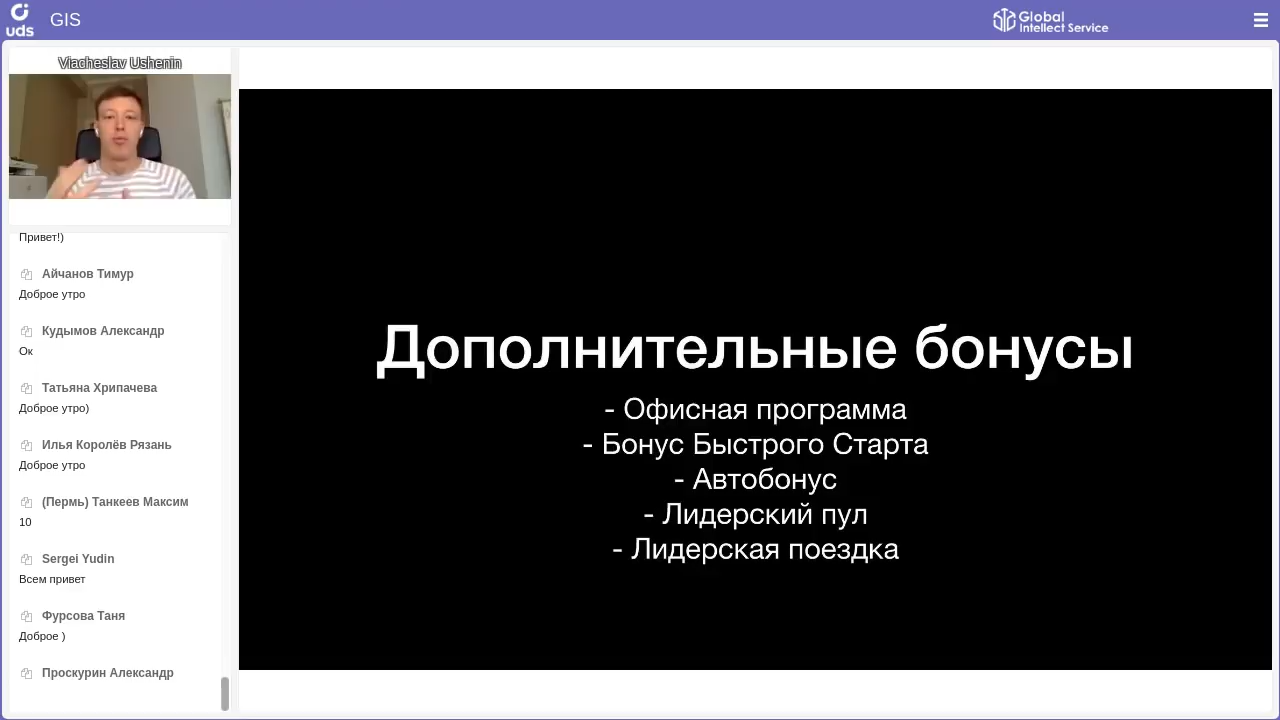 uds
GIS
Global
Intellect Service
Viacheslav Ushenin
Привет!)
Айчанов Тимур
Доброе утро
Кудымов Александр
Ок
Татьяна Хрипачева
Доброе утро)
Илья Королёв Рязань
Доброе утро
(Пермь) Танкеев Максим
10
Sergei Yudin
Всем привет
Фурсова Таня
Доброе )
Проскурин Александр
Дополнительные бонусы
- Офисная программа
- Бонус Быстрого Старта
- Автобонус
- Лидерский пул
- Лидерская поездка